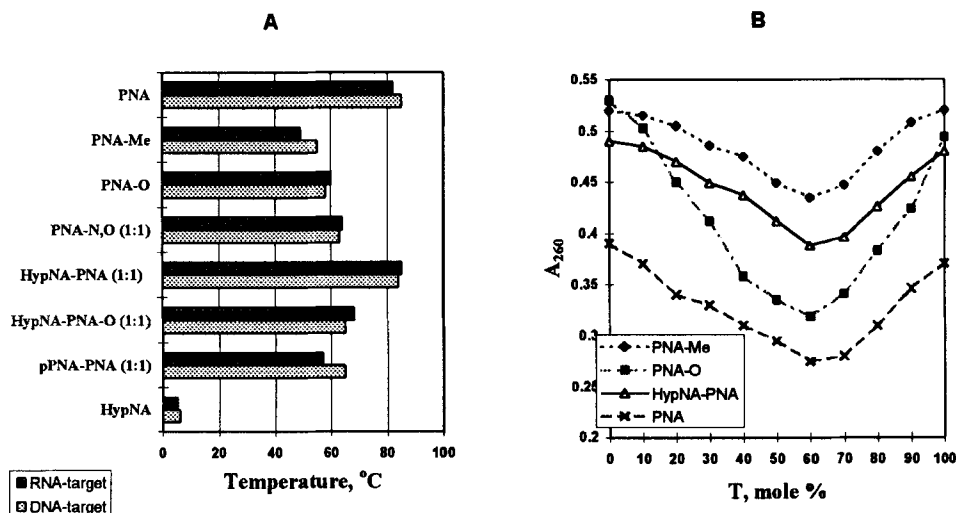 A
PNA
PNA-Me
PNA-O
PNA-N,O (1:1)
HypNA-PNA (1:1)
HypNA-PNA-O (1:1)
pPNA-PNA (1:1)
HypNA
0 20 40 60 80 100
Temperature, °C
RNA-target
DNA-target
B
0.55
0.5
0.45
0.4
0.35
0.3
0.25
0.2
A260
PNA-Me
PNA-O
HypNA-PNA
PNA
0 10 20 30 40 50 60 70 80 90 100
T, mole %